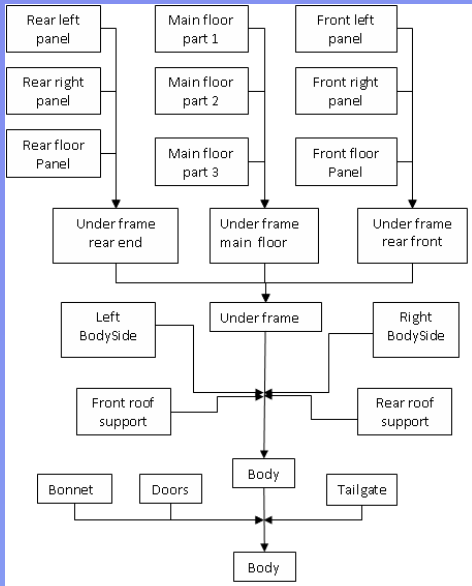 Rear left
panel
Main floor
part 1
Front left
panel
Rear right
panel
Main floor
part 2
Front right
panel
Rear floor
Panel
Main floor
part 3
Front floor
Panel
Under frame
rear end
Under frame
main floor
Under frame
rear front
Under frame
Left
BodySide
Right
BodySide
Front roof
support
Rear roof
support
Body
Bonnet
Doors
Tailgate
Body